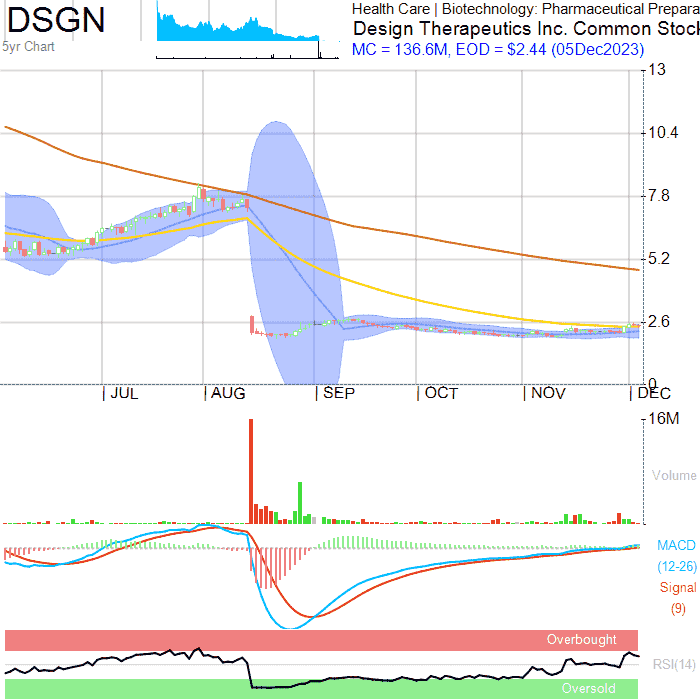 DSGN
5yr Chart
Health Care | Biotechnology: Pharmaceutical Prepara
Design Therapeutics Inc. Common Stock
MC = 136.6M, EOD = $2.44 (05Dec2023)
13
10.4
7.8
5.2
2.6
0
| JUL | AUG | SEP | OCT | NOV | DEC
16M
Volume
MACD
(12-26)
Signal
(9)
Overbought
RSI(14)
Oversold